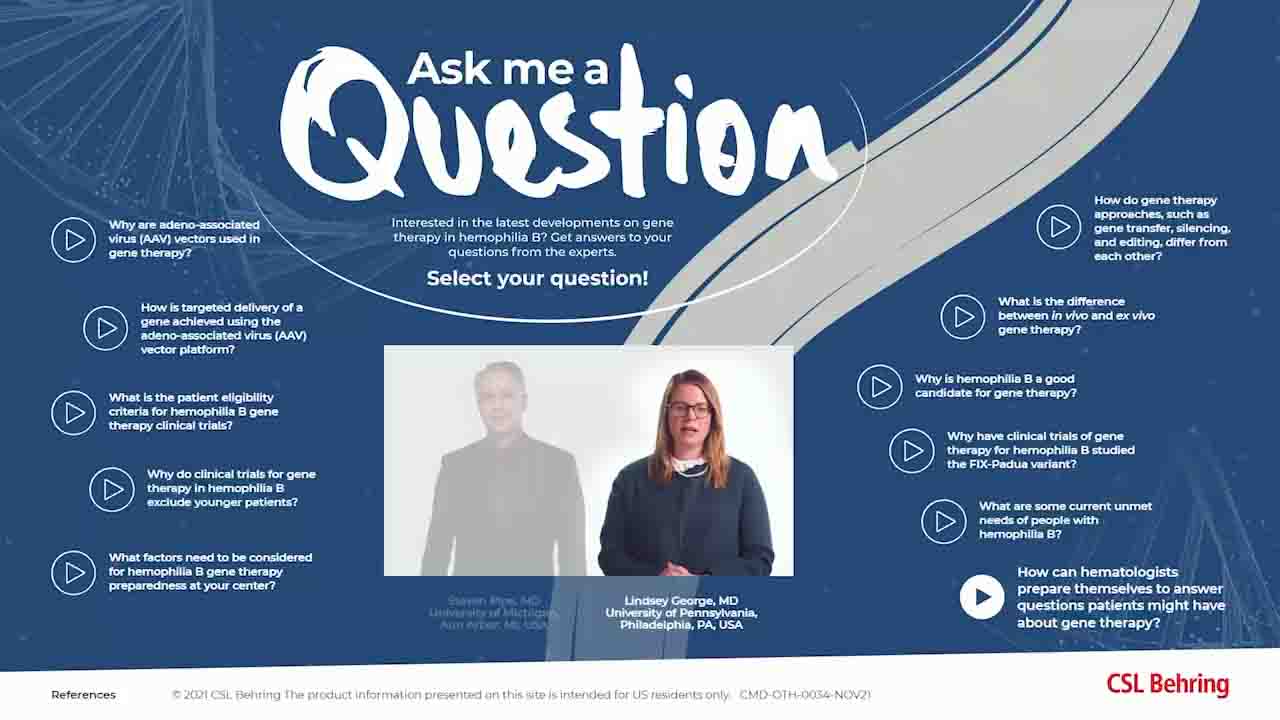 Ask me a
Question
Interested in the latest developments on gene
therapy in hemophilia B? Get answers to your
questions from the experts.
Select your question!
Why are adeno-associated
virus (AAV) vectors used in
gene therapy?
How is targeted delivery of a
gene achieved using the
adeno-associated virus (AAV)
vector platform?
What is the patient eligibility
criteria for hemophilia B gene
therapy clinical trials?
Why do clinical trials for gene
therapy in hemophilia B
exclude younger patients?
What factors need to be considered
for hemophilia B gene therapy
preparedness at your center?
How do gene therapy
approaches, such as
gene transfer, silencing,
and editing, differ from
each other?
What is the difference
between in vivo and ex vivo
gene therapy?
Why is hemophilia B a good
candidate for gene therapy?
Why have clinical trials of gene
therapy for hemophilia B studied
the FIX-Padua variant?
What are some current unmet
needs of people with
hemophilia B?
How can hematologists
prepare themselves to answer
questions patients might have
about gene therapy?
Steven Pipe, MD
University of Michigan,
Ann Arbor, MI, USA
Lindsey George, MD
University of Pennsylvania,
Philadelphia, PA, USA
References
© 2021 CSL Behring The product information presented on this site is intended for US residents only. CMD-OTH-0034-NOV21
CSL Behring